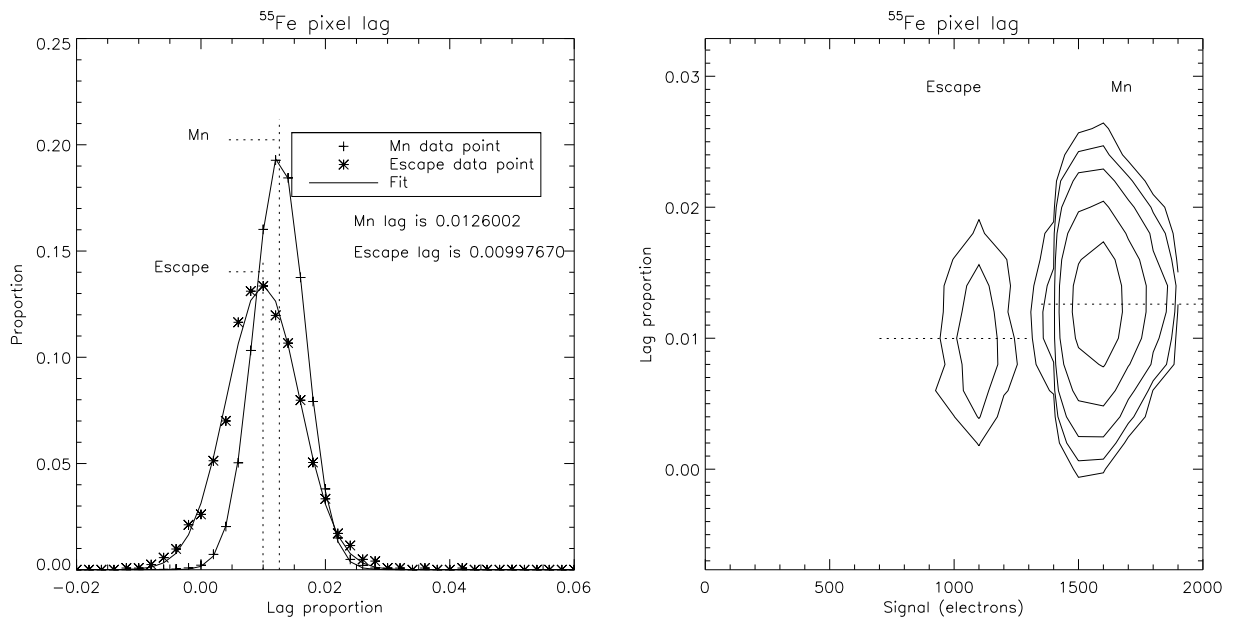 ⁵⁵Fe pixel lag
0.25
0.20
0.15
0.10
0.05
0.00
Proportion
Mn
Escape
Mn data point
Escape data point
Fit
Mn lag is 0.0126002
Escape lag is 0.00997670
−0.02
0.00
0.02
0.04
0.06
Lag proportion
⁵⁵Fe pixel lag
0.03
0.02
0.01
0.00
Lag proportion
Escape
Mn
0
500
1000
1500
2000
Signal (electrons)